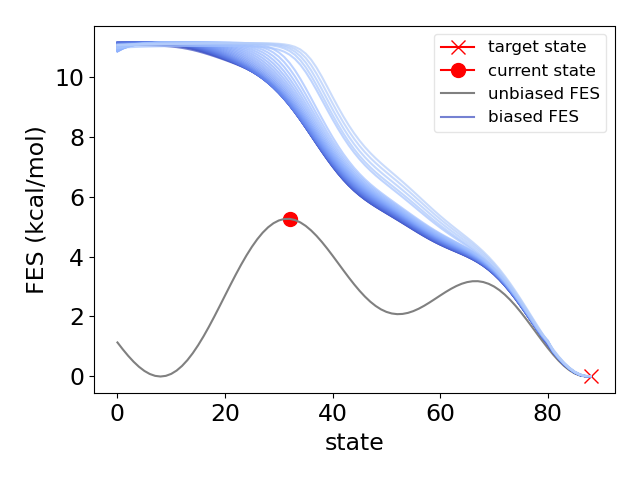 target state
current state
unbiased FES
biased FES
10
8
6
4
2
0
FES (kcal/mol)
0 20 40 60 80
state